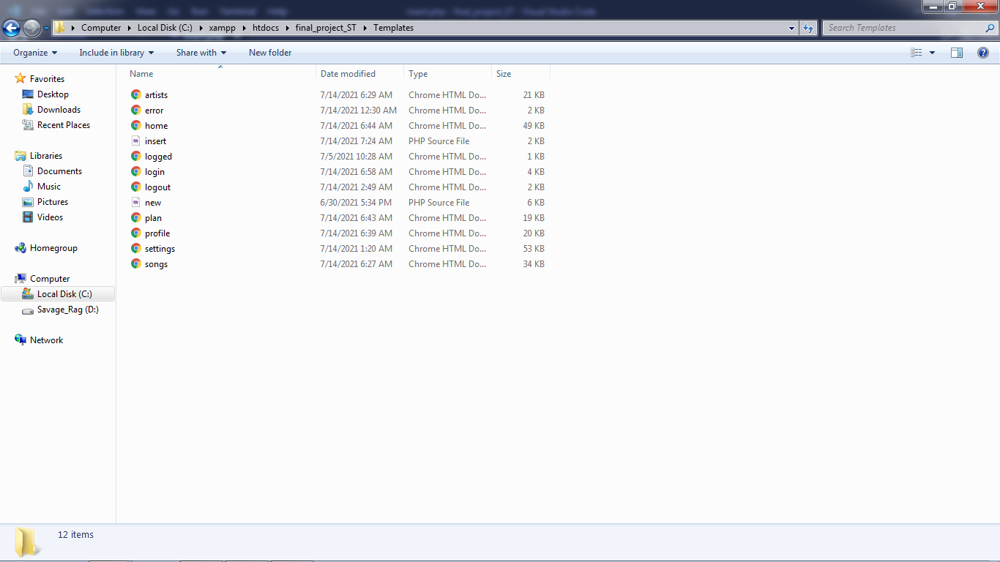 Computer Local Disk (C:) xampp htdocs final_project_ST Templates Search Templates
Organize Include in library Share with New folder
Favorites
Desktop
Downloads
Recent Places
Libraries
Documents
Music
Pictures
Videos
Homegroup
Computer
Local Disk (C:)
Savage_Rag (D:)
Network
Name Date modified Type Size
artists 7/14/2021 6:29 AM Chrome HTML Do... 21 KB
error 7/14/2021 12:30 AM Chrome HTML Do... 2 KB
home 7/14/2021 6:44 AM Chrome HTML Do... 49 KB
insert 7/14/2021 7:24 AM PHP Source File 2 KB
logged 7/5/2021 10:28 AM Chrome HTML Do... 1 KB
login 7/14/2021 6:58 AM Chrome HTML Do... 4 KB
logout 7/14/2021 2:49 AM Chrome HTML Do... 2 KB
new 6/30/2021 5:34 PM PHP Source File 6 KB
plan 7/14/2021 6:43 AM Chrome HTML Do... 19 KB
profile 7/14/2021 6:39 AM Chrome HTML Do... 20 KB
settings 7/14/2021 1:20 AM Chrome HTML Do... 53 KB
songs 7/14/2021 6:27 AM Chrome HTML Do... 34 KB
12 items